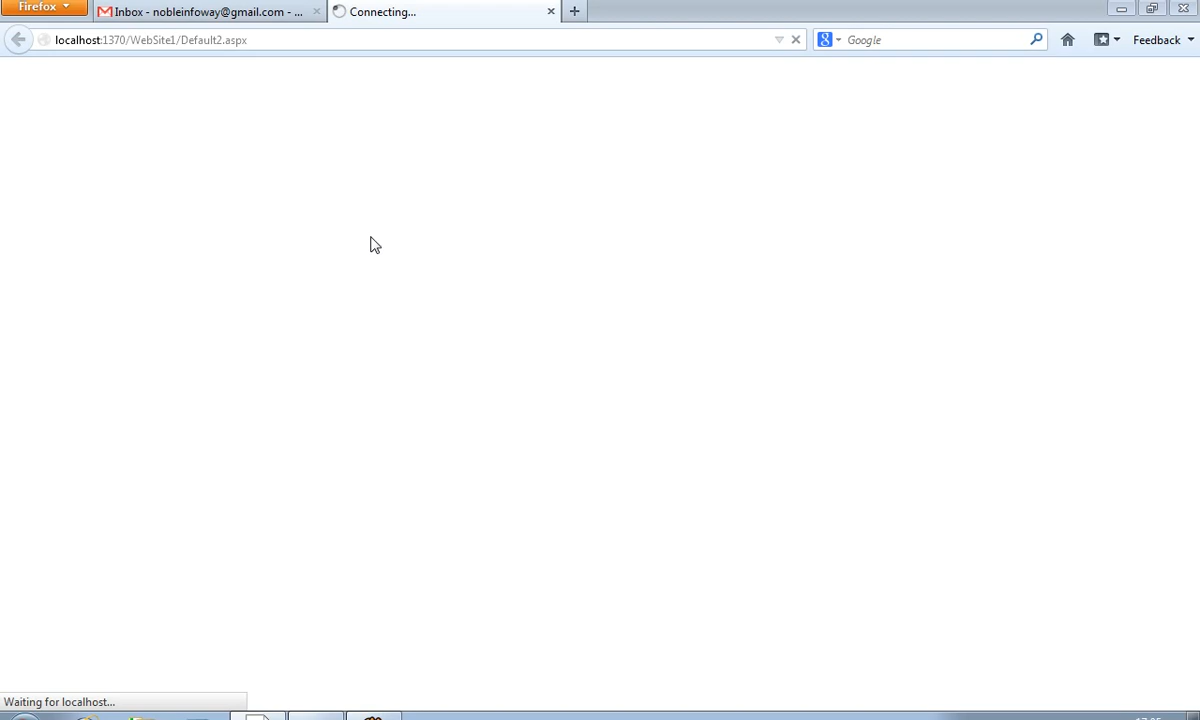 Firefox
Inbox - nobleinfoway@gmail.com - ...
Connecting...
localhost:1370/WebSite1/Default2.aspx
Google
Feedback
Waiting for localhost...